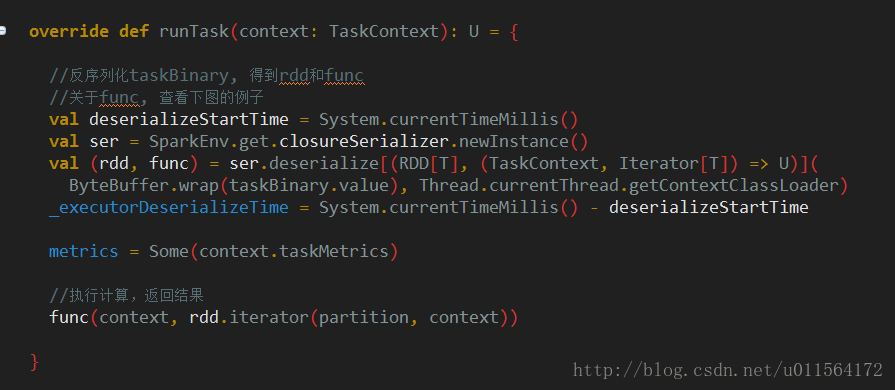 override def runTask(context: TaskContext): U = {
//反序列化taskBinary, 得到rdd和func
//关于func, 查看下图的例子
val deserializeStartTime = System.currentTimeMillis()
val ser = SparkEnv.get.closureSerializer.newInstance()
val (rdd, func) = ser.deserialize[(RDD[T], (TaskContext, Iterator[T]) => U)](
ByteBuffer.wrap(taskBinary.value), Thread.currentThread.getContextClassLoader)
_executorDeserializeTime = System.currentTimeMillis() - deserializeStartTime
metrics = Some(context.taskMetrics)
//执行计算，返回结果
func(context, rdd.iterator(partition, context))
}
http://blog.csdn.net/u011564172